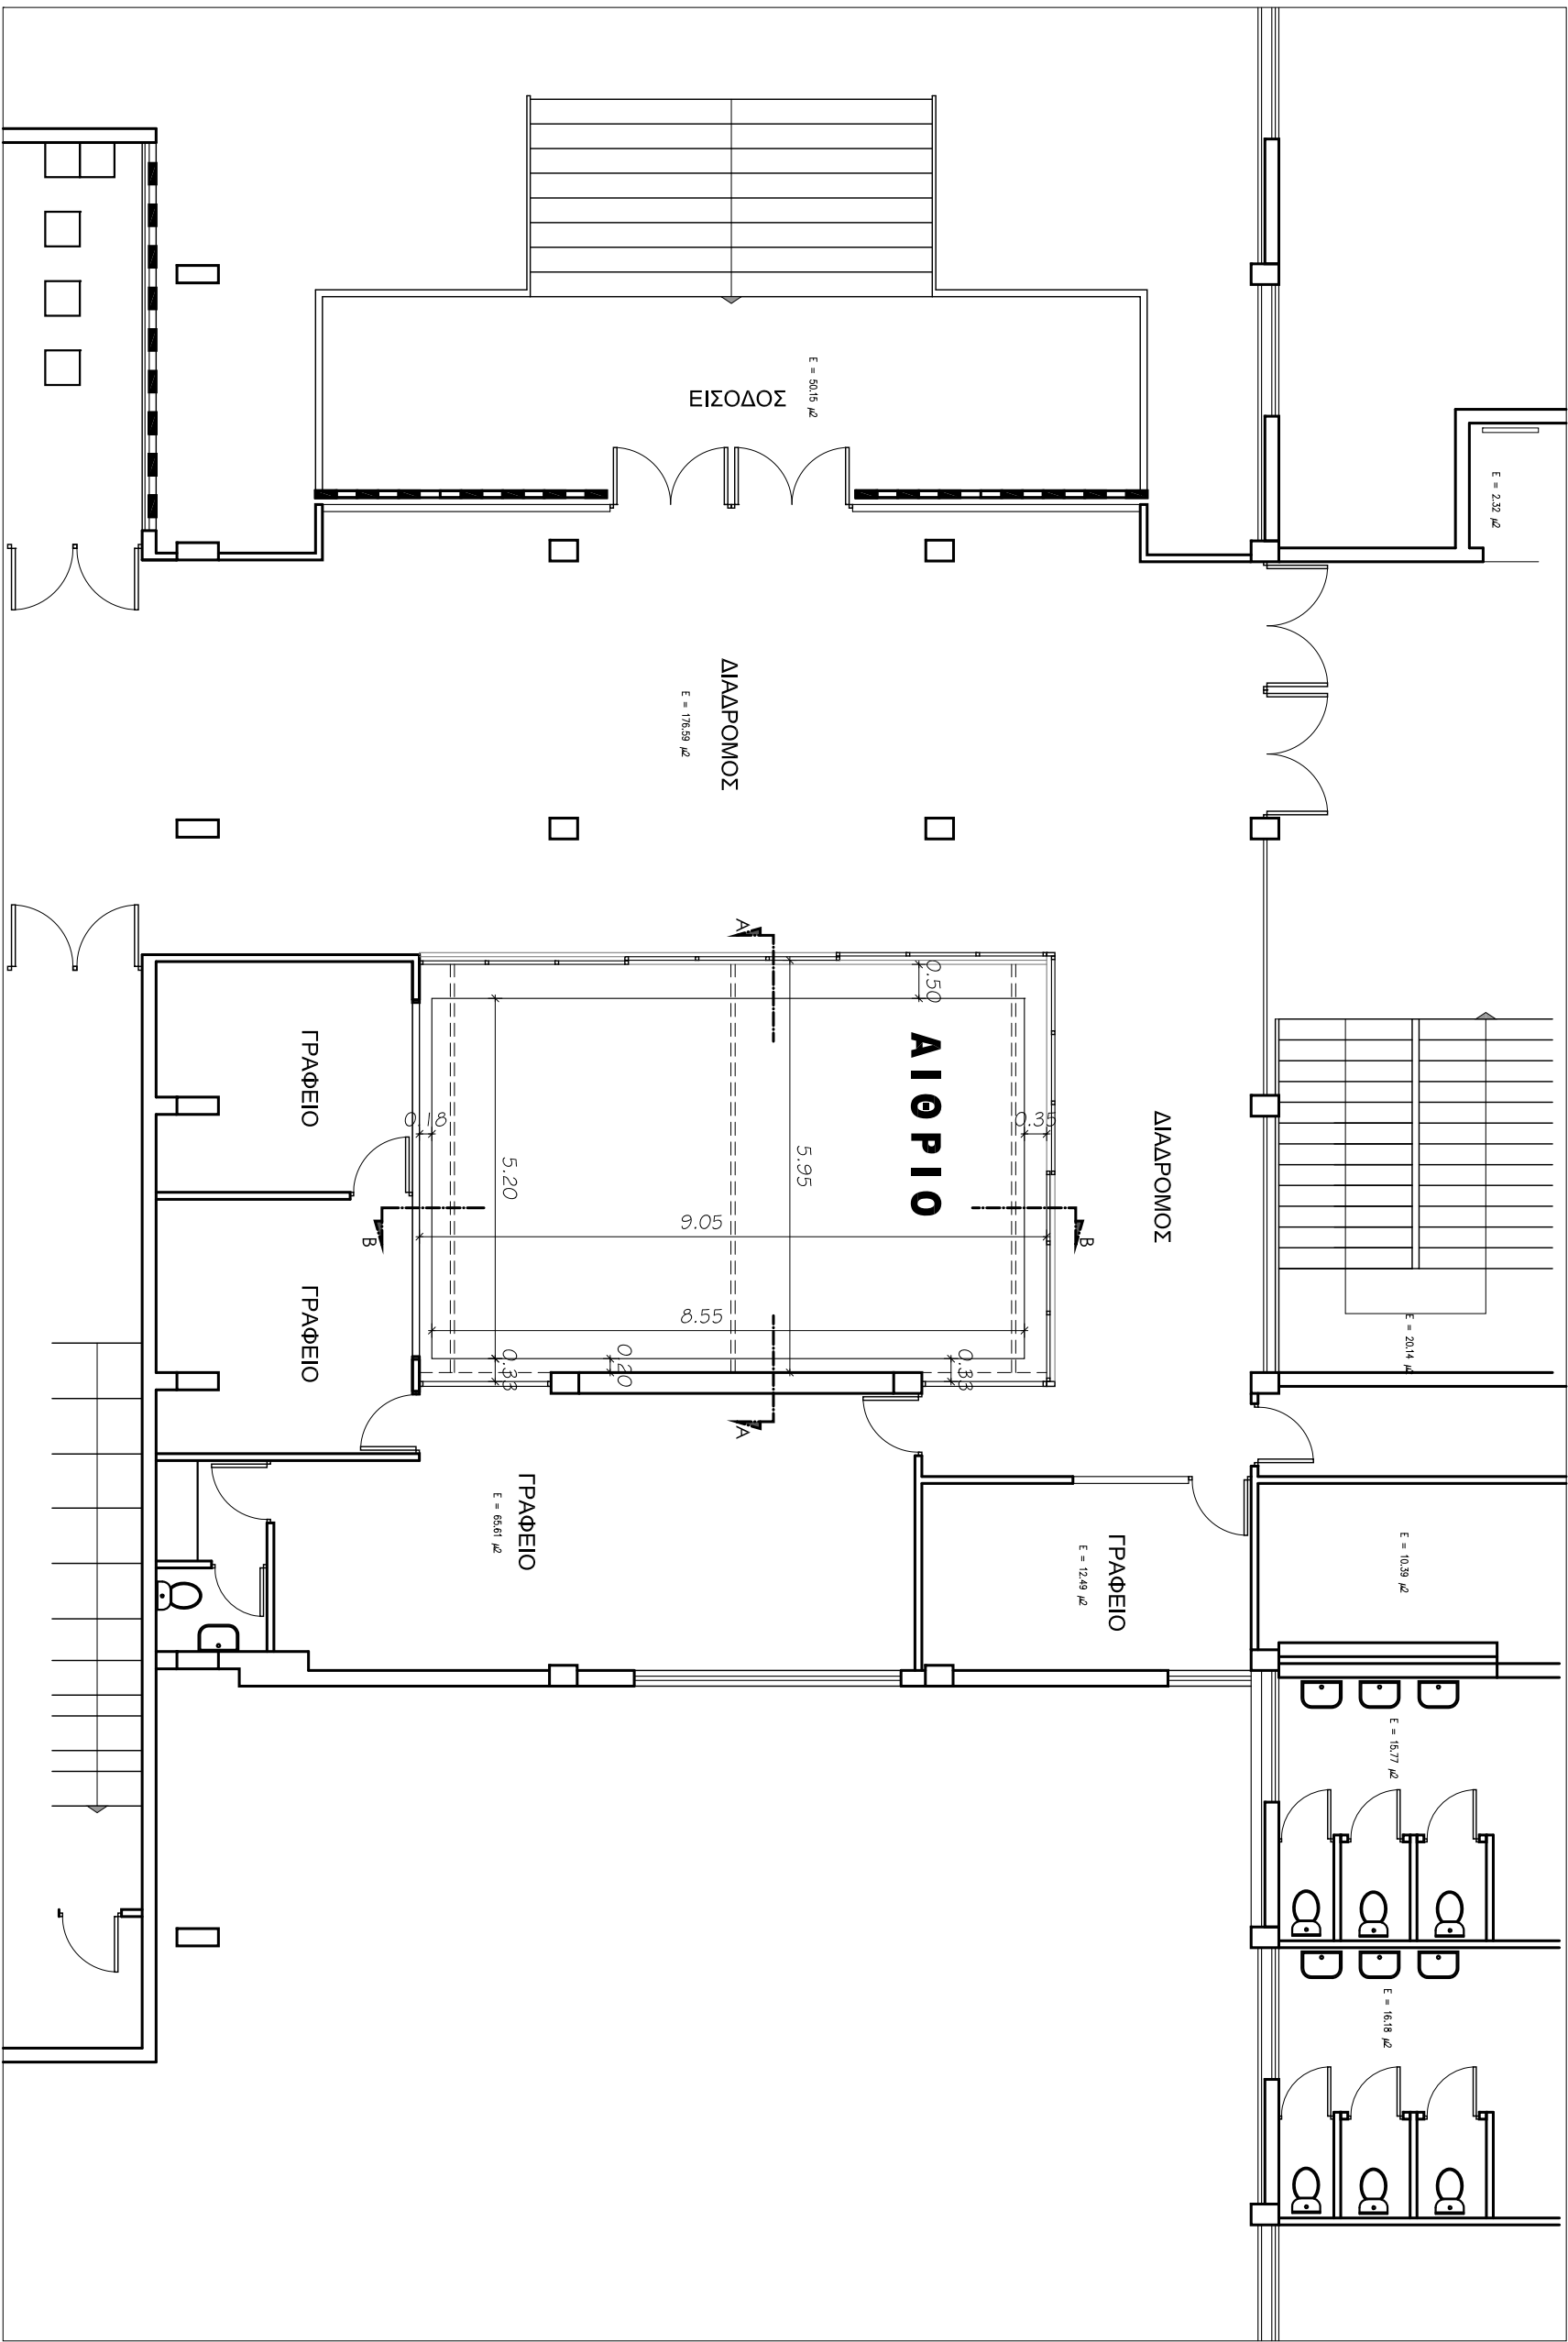 ΕΙΣΟΔΟΣ
E = 50.15 μ2
E = 2.32 μ2
ΔΙΑΔΡΟΜΟΣ
E = 176.59 μ2
A
0.50
ΑΙΘΡΙΟ
ΓΡΑΦΕΙΟ
0.18
0.35
5.20
5.95
ΔΙΑΔΡΟΜΟΣ
9.05
B
B
ΓΡΑΦΕΙΟ
8.55
E = 20.14 μ2
0.33
0.20
0.33
A
ΓΡΑΦΕΙΟ
E = 65.61 μ2
ΓΡΑΦΕΙΟ
E = 12.49 μ2
E = 10.39 μ2
E = 15.77 μ2
E = 16.18 μ2